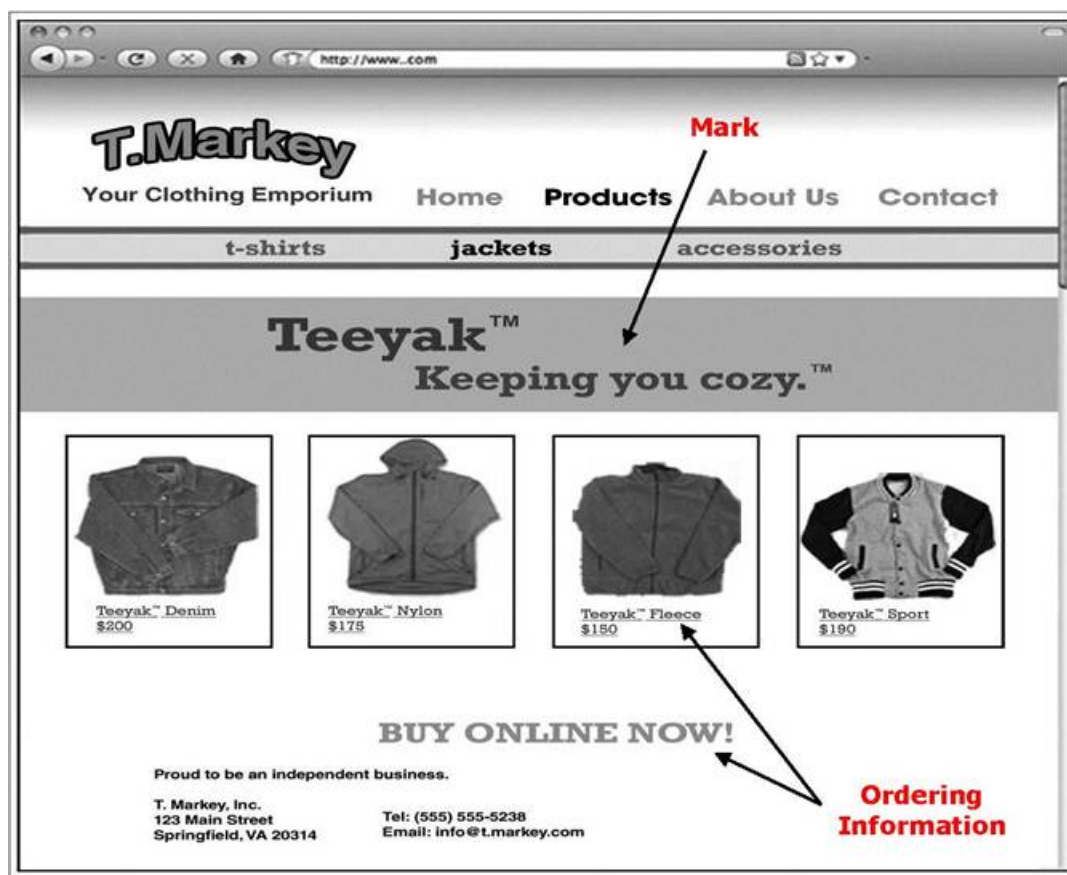 http://www..com
T.Markey
Mark
Your Clothing Emporium
Home Products About Us Contact
t-shirts jackets accessories
Teeyak™
Keeping you cozy.™
Teeyak™ Denim
$200
Teeyak™ Nylon
$175
Teeyak™ Fleece
$150
Teeyak™ Sport
$190
BUY ONLINE NOW!
Proud to be an independent business.
T. Markey, Inc.
123 Main Street
Springfield, VA 20314
Tel: (555) 555-5238
Email: info@t.markey.com
Ordering
Information